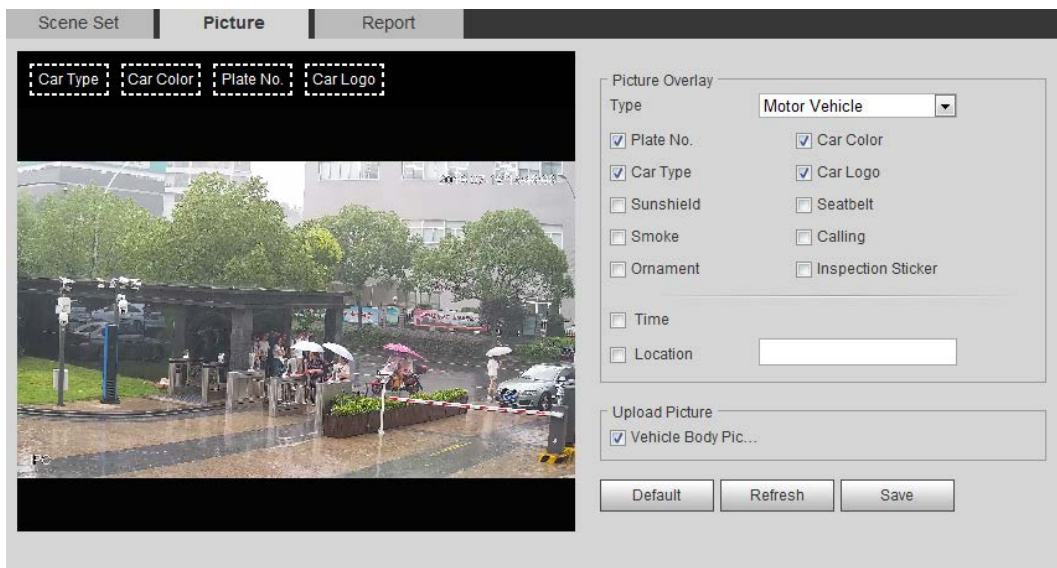 Scene Set Picture Report
Car Type Car Color Plate No. Car Logo
Picture Overlay
Type Motor Vehicle
Plate No. Car Color
Car Type Car Logo
Sunshield Seatbelt
Smoke Calling
Ornament Inspection Sticker
Time
Location
Upload Picture
Vehicle Body Pic...
Default Refresh Save